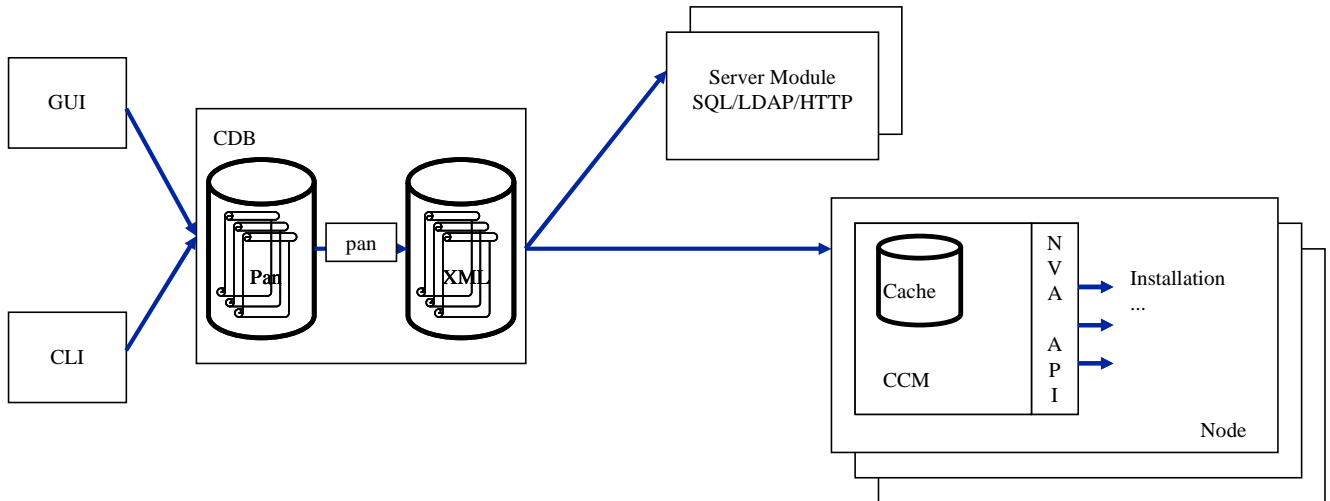 GUI
CLI
CDB
Pan
pan
XML
Server Module
SQL/LDAP/HTTP
Cache
CCM
N
V
A
A
P
I
Installation
...
Node